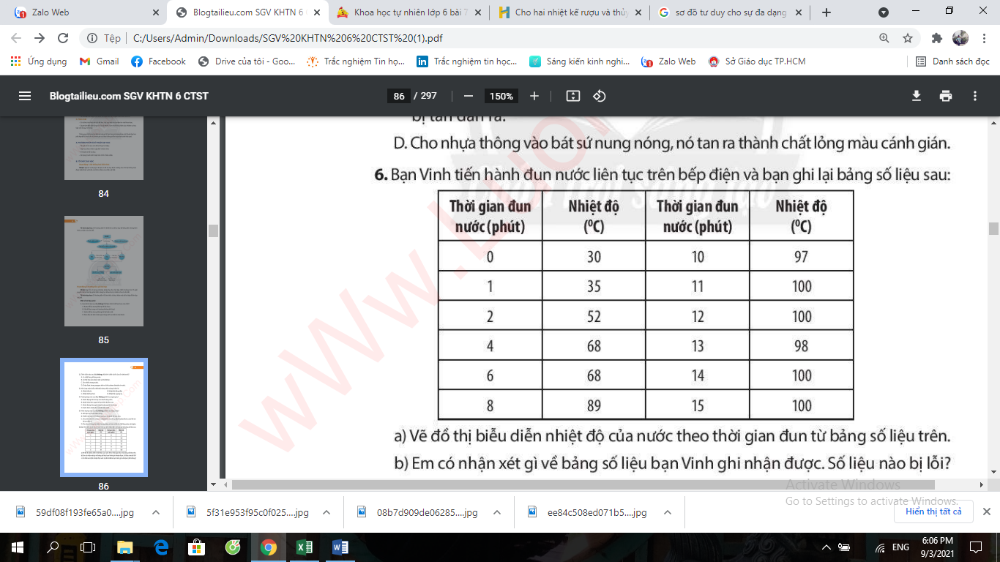 Zalo Web
Blogtailieu.com SGV KHTN 6
Khoa học tự nhiên lớp 6 bài 7
Cho hai nhiệt kế rượu và thủy
sơ đồ tư duy cho sự đa dạng
Tệp C:/Users/Admin/Downloads/SGV%20KHTN%206%20CTST%20(1).pdf
Ứng dụng Gmail Facebook Drive của tôi - Goo... Trắc nghiệm Tin họ... Trắc nghiệm tin học... Sáng kiến kinh nghi... Zalo Web Sở Giáo dục TP.HCM Danh sách đọc
Blogtailieu.com SGV KHTN 6 CTST 86 / 297 150%
84
85
86
bị tan dần ra.
D. Cho nhựa thông vào bát sứ nung nóng, nó tan ra thành chất lỏng màu cánh gián.
6. Bạn Vinh tiến hành đun nước liên tục trên bếp điện và bạn ghi lại bảng số liệu sau:
Thời gian đun nước (phút) Nhiệt độ (⁰C) Thời gian đun nước (phút) Nhiệt độ (⁰C)
0 30 10 97
1 35 11 100
2 52 12 100
4 68 13 98
6 68 14 100
8 89 15 100
a) Vẽ đồ thị biễu diễn nhiệt độ của nước theo thời gian đun từ bảng số liệu trên.
b) Em có nhận xét gì về bảng số liệu bạn Vinh ghi nhận được. Số liệu nào bị lỗi?
Activate Windows
Go to Settings to activate Windows.
59df08f193fe65a0....jpg 5f31e953f95c0f025....jpg 08b7d909de06285....jpg ee84c508ed071b5....jpg Hiển thị tất cả
ENG
6:06 PM
9/3/2021